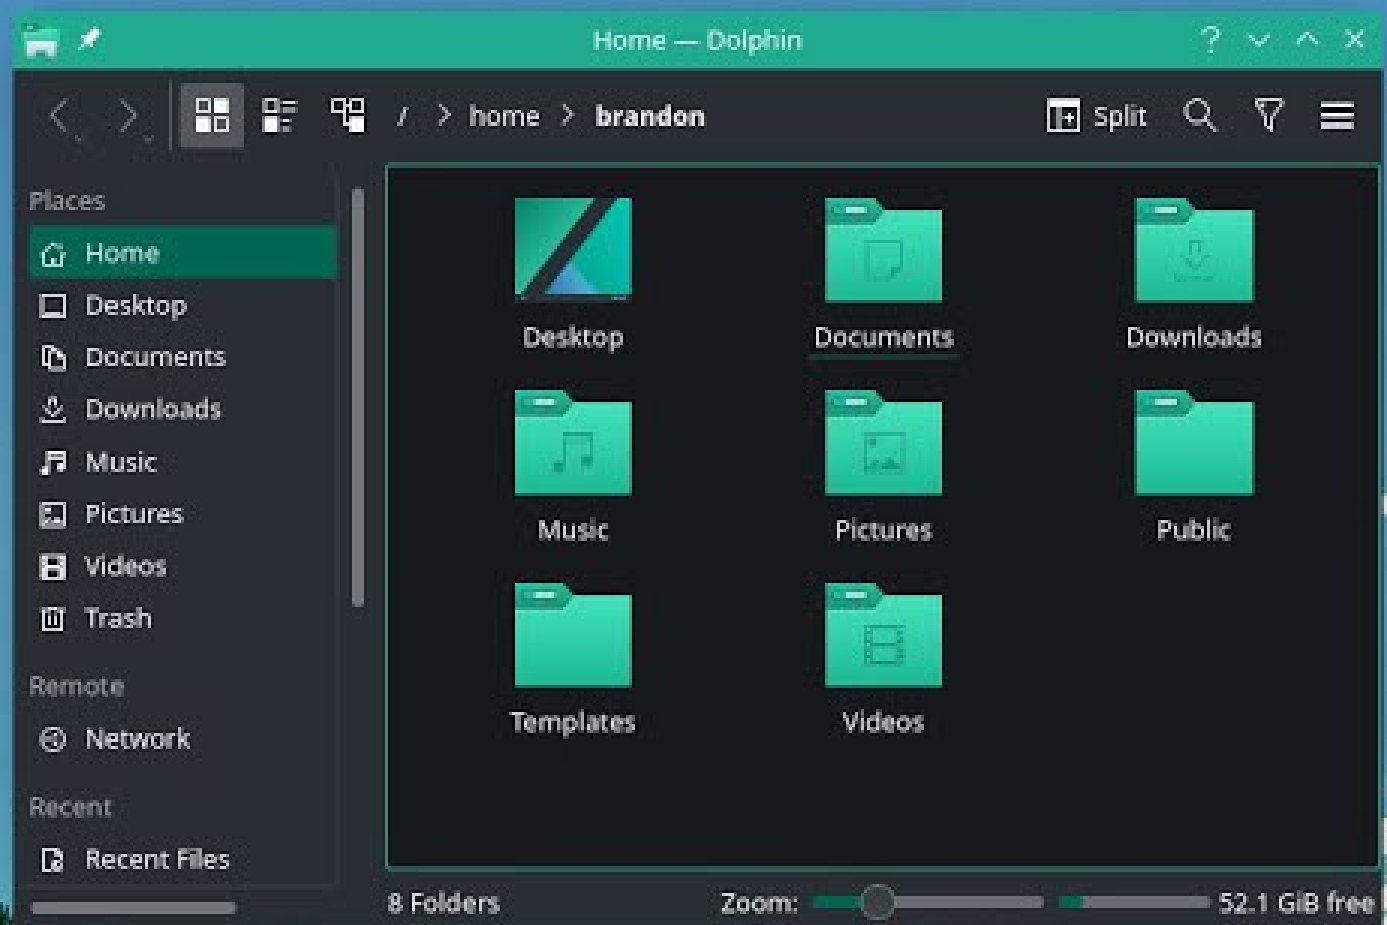 Home — Dolphin
/ > home > brandon
Split
Places
Home
Desktop
Documents
Downloads
Music
Pictures
Videos
Trash
Remote
Network
Recent
Recent Files
Desktop
Documents
Downloads
Music
Pictures
Public
Templates
Videos
8 Folders
Zoom:
52.1 GiB free